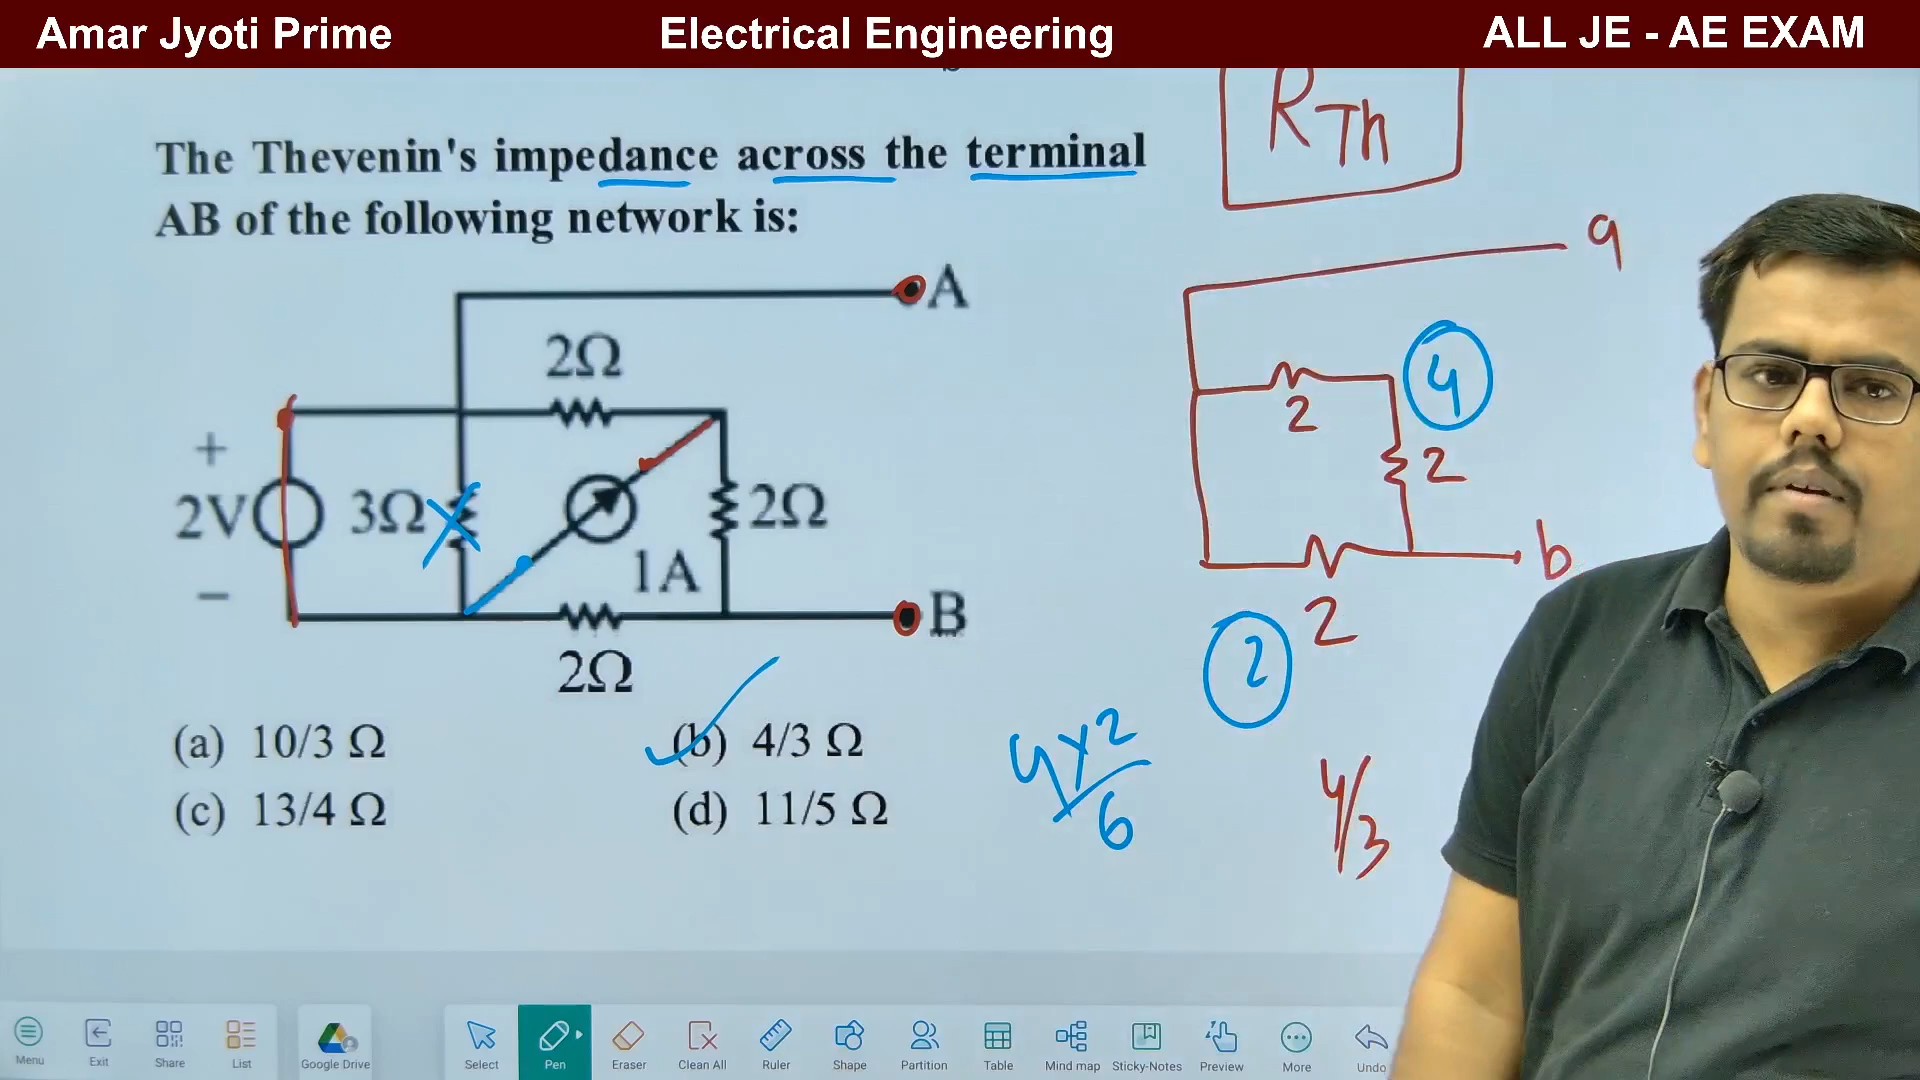 Amar Jyoti Prime
Electrical Engineering
ALL JE - AE EXAM
RTh
The Thevenin's impedance across the terminal
AB of the following network is:
A
2Ω
+
2V
3Ω
2Ω
1A
−
B
2Ω
a
4
2
2
b
2
2
(a) 10/3 Ω
(b) 4/3 Ω
(c) 13/4 Ω
(d) 11/5 Ω
4×2
6
4/3
Menu
Exit
Share
List
Google Drive
Select
Pen
Eraser
Clean All
Ruler
Shape
Partition
Table
Mind map
Sticky-Notes
Preview
More
Undo